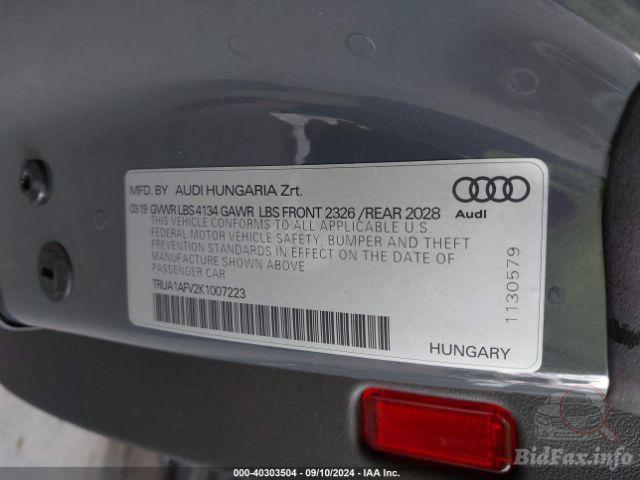 MFD. BY AUDI HUNGARIA Zrt.
03 19 GVWR LBS 4134 GAWR LBS FRONT 2326 / REAR 2028
Audi
THIS VEHICLE CONFORMS TO ALL APPLICABLE U.S
FEDERAL MOTOR VEHICLE SAFETY, BUMPER AND THEFT
PREVENTION STANDARDS IN EFFECT ON THE DATE OF
MANUFACTURE SHOWN ABOVE
PASSENGER CAR
TRUA1AFV2K1007223
1130579
HUNGARY
000-40303504 - 09/10/2024 - IAA Inc.
BidFax.info